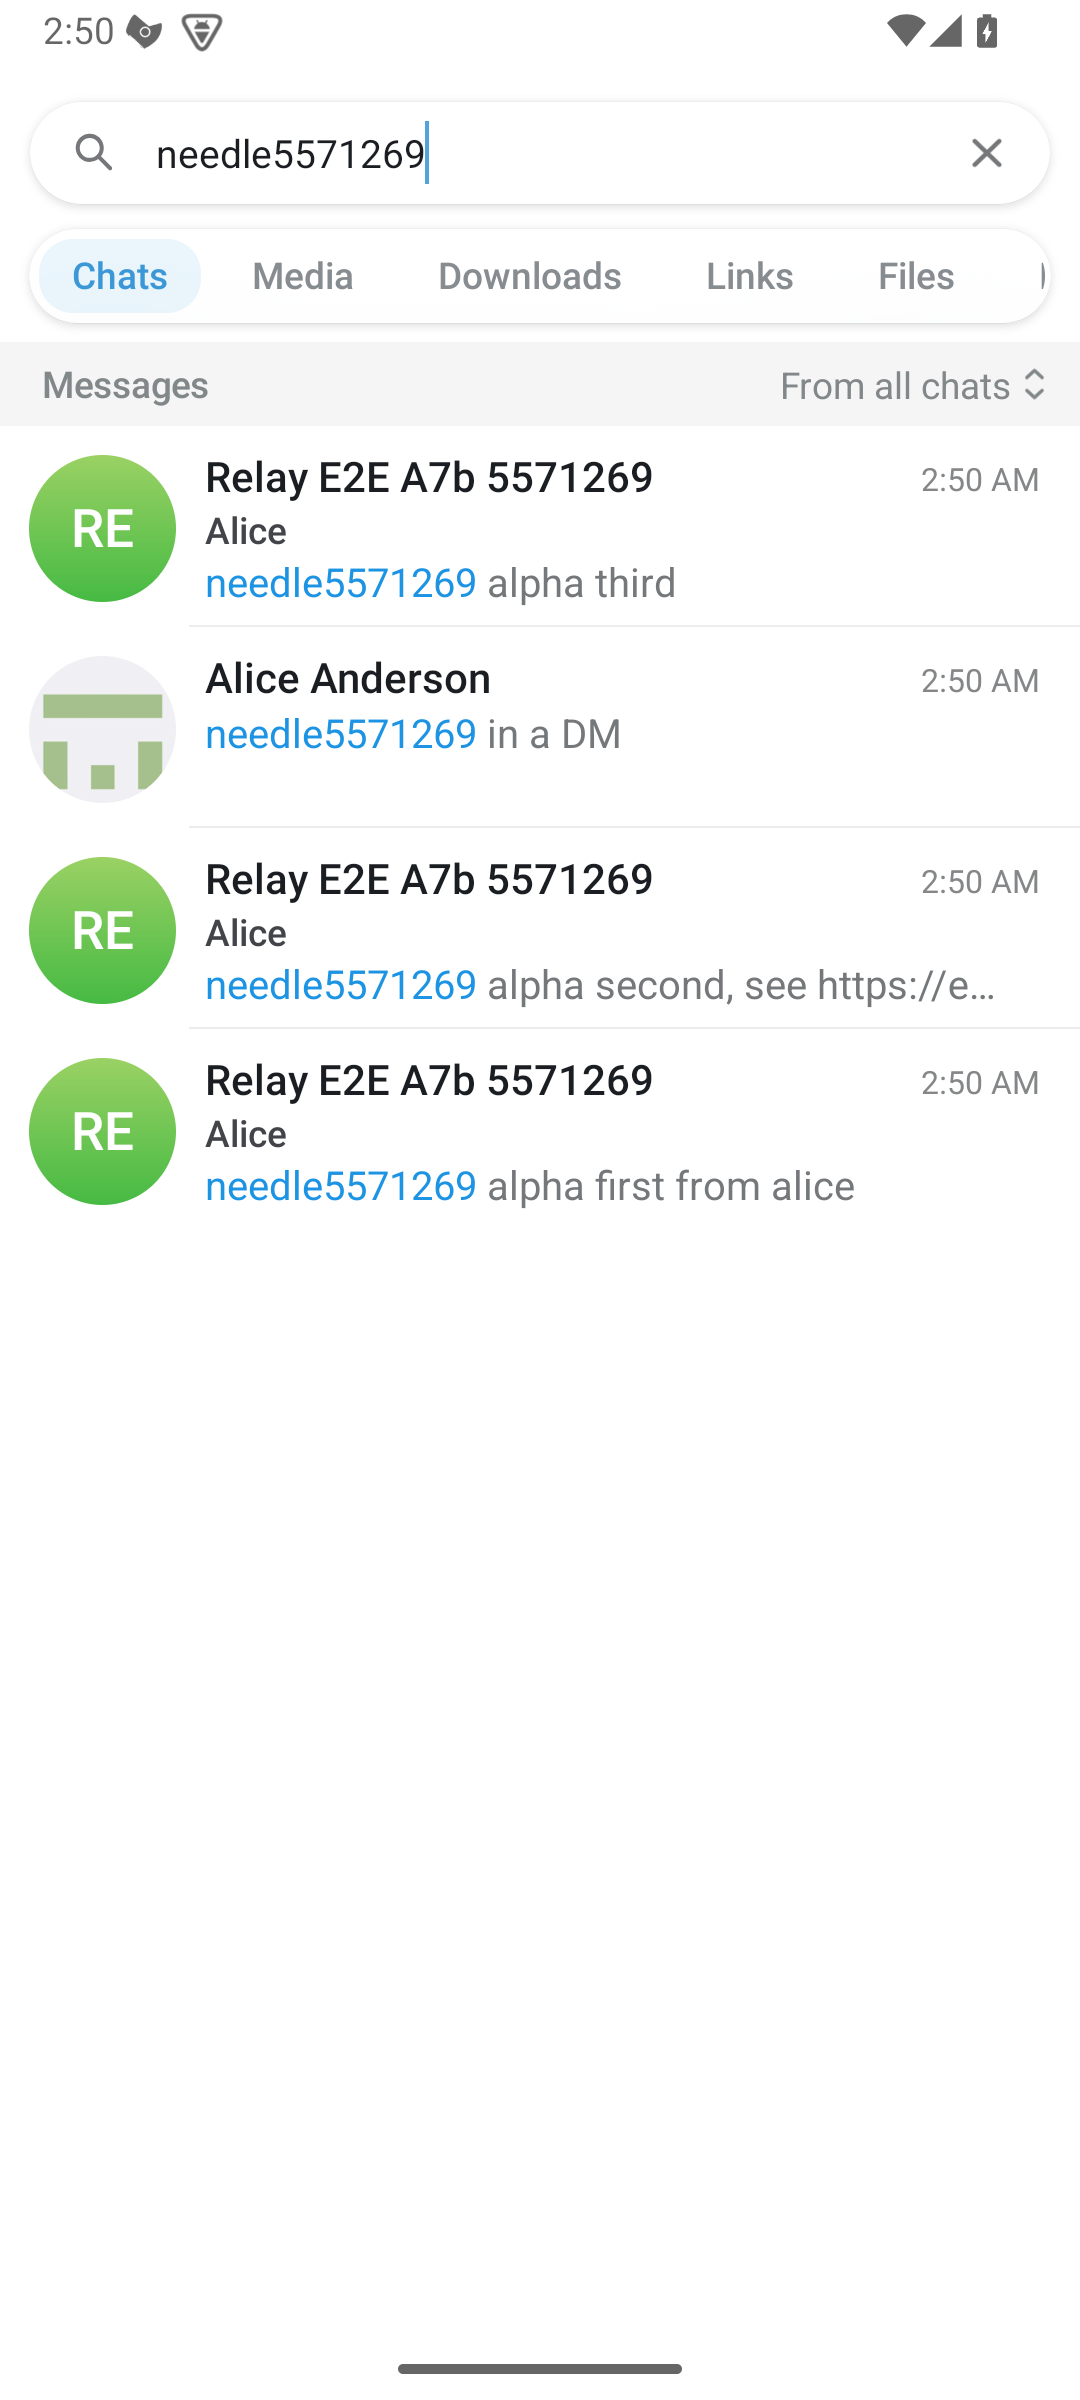 2:50
needle5571269
Chats Media Downloads Links Files
Messages From all chats
RE
Relay E2E A7b 5571269 2:50 AM
Alice
needle5571269 alpha third
Alice Anderson 2:50 AM
needle5571269 in a DM
RE
Relay E2E A7b 5571269 2:50 AM
Alice
needle5571269 alpha second, see https://e…
RE
Relay E2E A7b 5571269 2:50 AM
Alice
needle5571269 alpha first from alice